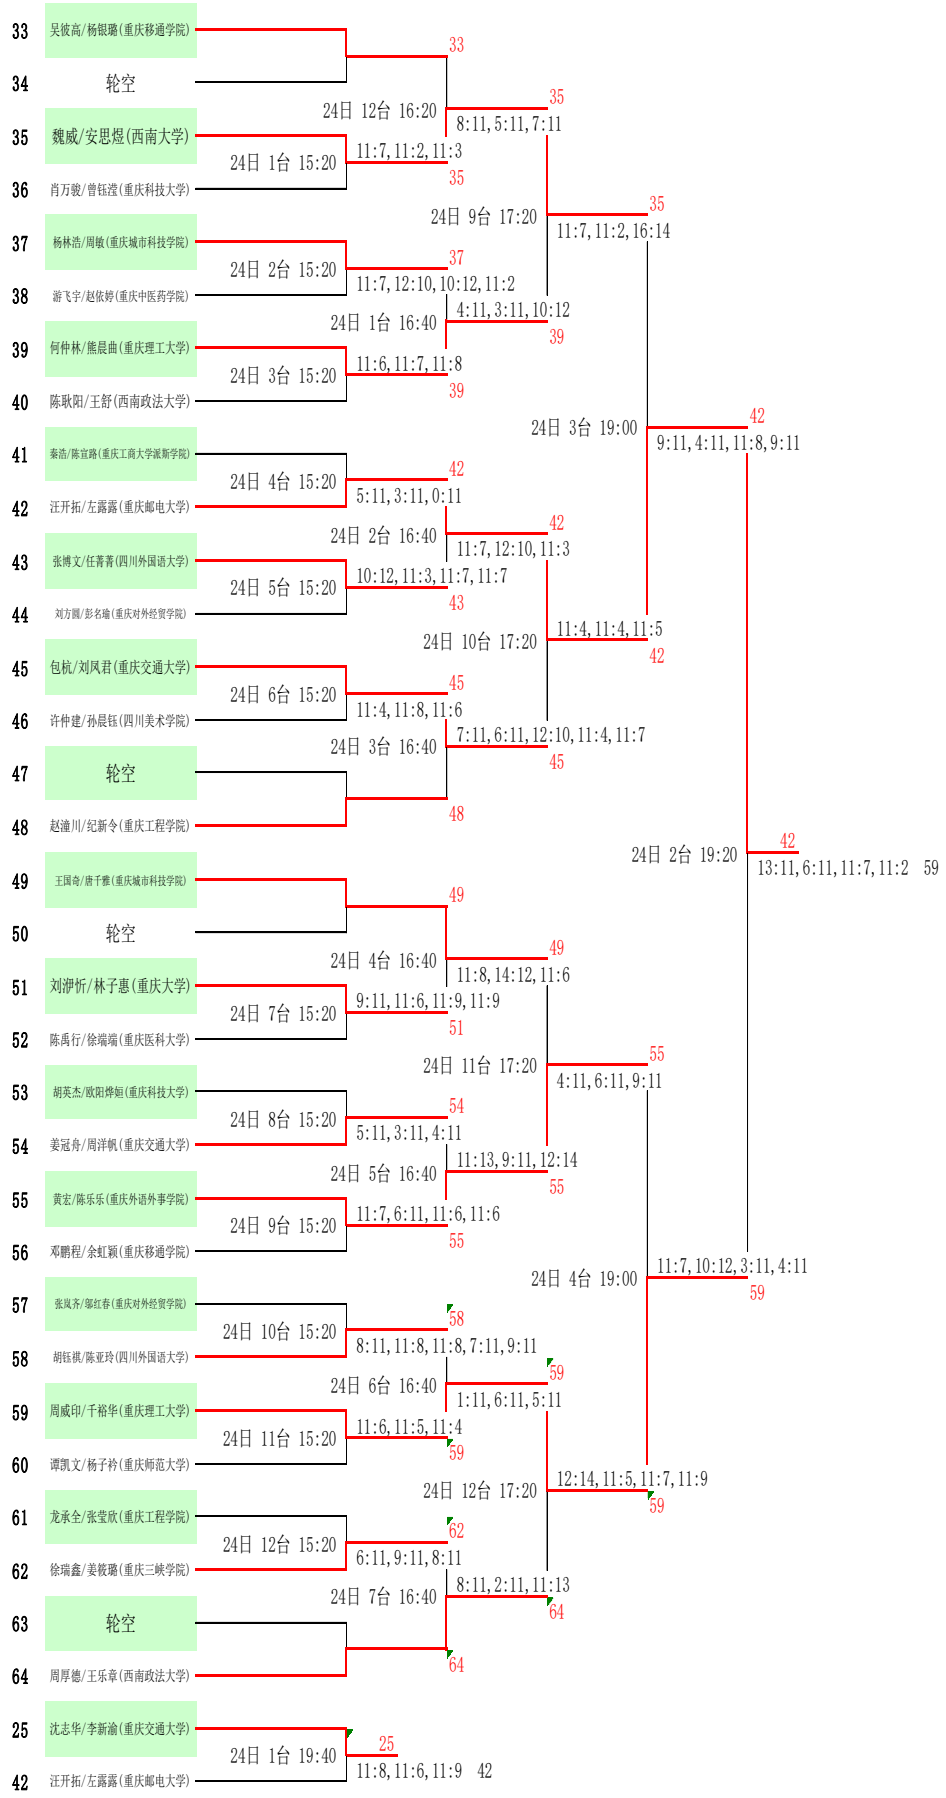 33 吴彼高/杨银璐(重庆移通学院)
33
34 轮空
24日 12台 16:20
35
8:11,5:11,7:11
35 魏威/安思煜(西南大学)
24日 1台 15:20
11:7,11:2,11:3
35
36 肖万骏/曾钰滢(重庆科技大学)
24日 9台 17:20
35
11:7,11:2,16:14
37 杨林浩/周敏(重庆城市科技学院)
24日 2台 15:20
37
11:7,12:10,10:12,11:2
38 游飞宇/赵依婷(重庆中医药学院)
24日 1台 16:40
4:11,3:11,10:12
39
39 何仲林/熊晨曲(重庆理工大学)
24日 3台 15:20
11:6,11:7,11:8
39
40 陈耿阳/王舒(西南政法大学)
24日 3台 19:00
42
9:11,4:11,11:8,9:11
41 秦浩/陈宣路(重庆工商大学派斯学院)
24日 4台 15:20
42
5:11,3:11,0:11
42 汪开拓/左露露(重庆邮电大学)
24日 2台 16:40
42
11:7,12:10,11:3
43 张博文/任菁菁(四川外国语大学)
24日 5台 15:20
10:12,11:3,11:7,11:7
43
44 刘方圆/彭名瑜(重庆对外经贸学院)
24日 10台 17:20
11:4,11:4,11:5
42
45 包杭/刘凤君(重庆交通大学)
24日 6台 15:20
45
11:4,11:8,11:6
46 许仲建/孙晨钰(四川美术学院)
24日 3台 16:40
7:11,6:11,12:10,11:4,11:7
45
47 轮空
48
48 赵潼川/纪新令(重庆工程学院)
24日 2台 19:20
42
13:11,6:11,11:7,11:2 59
49 王国奇/唐千雅(重庆城市科技学院)
49
50 轮空
24日 4台 16:40
49
11:8,14:12,11:6
51 刘洢忻/林子惠(重庆大学)
24日 7台 15:20
9:11,11:6,11:9,11:9
51
52 陈禹行/徐端端(重庆医科大学)
24日 11台 17:20
55
4:11,6:11,9:11
53 胡英杰/欧阳烨姮(重庆科技大学)
24日 8台 15:20
54
5:11,3:11,4:11
54 姜冠舟/周洋帆(重庆交通大学)
24日 5台 16:40
11:13,9:11,12:14
55
55 黄宏/陈乐乐(重庆外语外事学院)
24日 9台 15:20
11:7,6:11,11:6,11:6
55
56 邓鹏程/余虹颖(重庆移通学院)
24日 4台 19:00
11:7,10:12,3:11,4:11
59
57 张岚齐/邬红春(重庆对外经贸学院)
24日 10台 15:20
58
8:11,11:8,11:8,7:11,9:11
58 胡钰祺/陈亚玲(四川外国语大学)
24日 6台 16:40
59
1:11,6:11,5:11
59 周威印/千裕华(重庆理工大学)
24日 11台 15:20
11:6,11:5,11:4
59
60 谭凯文/杨子衿(重庆师范大学)
24日 12台 17:20
12:14,11:5,11:7,11:9
59
61 龙承全/张莹欣(重庆工程学院)
24日 12台 15:20
62
6:11,9:11,8:11
62 徐瑞鑫/姜筱璐(重庆三峡学院)
24日 7台 16:40
8:11,2:11,11:13
64
63 轮空
64
64 周厚德/王乐章(西南政法大学)
25 沈志华/李新渝(重庆交通大学)
24日 1台 19:40
25
11:8,11:6,11:9 42
42 汪开拓/左露露(重庆邮电大学)